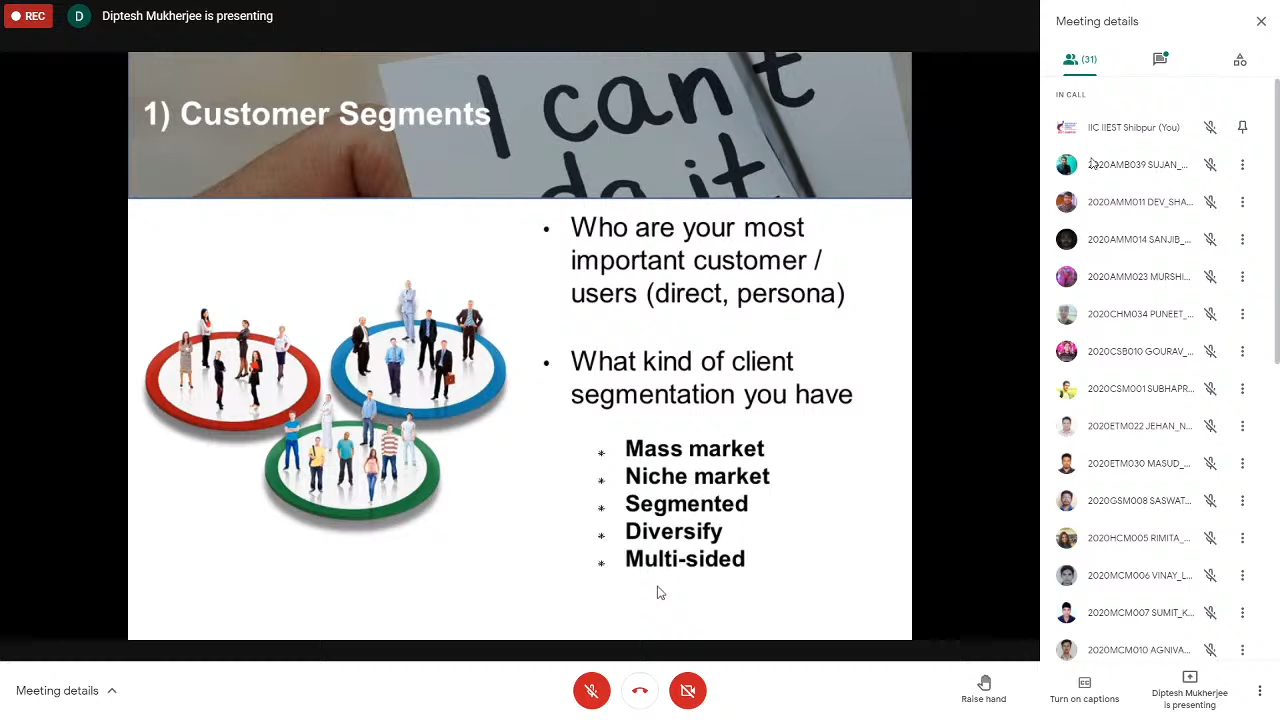 REC
D
Diptesh Mukherjee is presenting
1) Customer Segments
I can't
do it
• Who are your most
important customer /
users (direct, persona)
• What kind of client
segmentation you have
* Mass market
* Niche market
* Segmented
* Diversify
* Multi-sided
Meeting details
(31)
IN CALL
IIC IIEST Shibpur (You)
2020AMB039 SUJAN_...
2020AMM011 DEV_SHA...
2020AMM014 SANJIB_...
2020AMM023 MURSHI...
2020CHM034 PUNEET_...
2020CSB010 GOURAV_...
2020CSM001 SUBHAPR...
2020ETM022 JEHAN_N...
2020ETM030 MASUD_...
2020GSM008 SASWAT...
2020HCM005 RIMITA_...
2020MCM006 VINAY_L...
2020MCM007 SUMIT_K...
2020MCM010 AGNIVA...
Meeting details
Raise hand
Turn on captions
Diptesh Mukherjee
is presenting